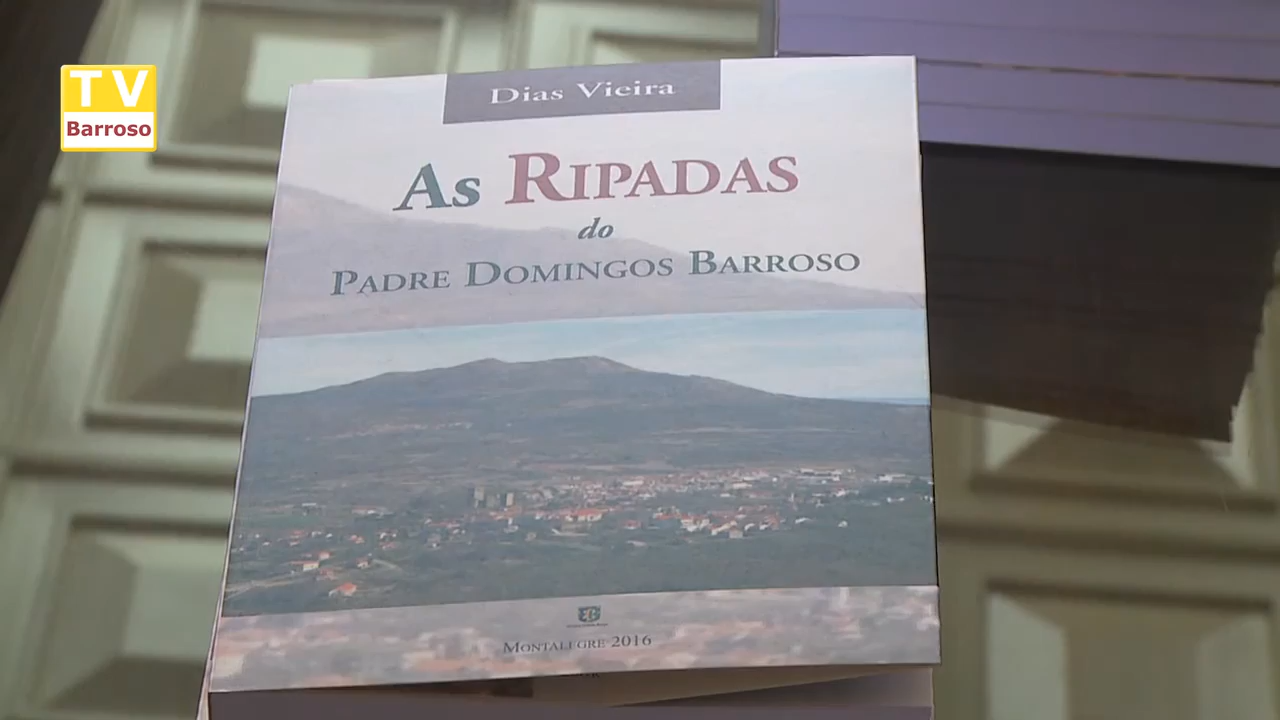 TV
Barroso
Dias Vieira
As Ripadas
do
Padre Domingos Barroso
Montalegre 2016